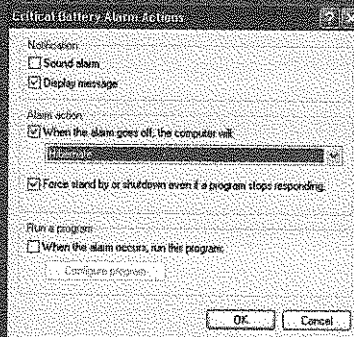 Critical Battery Alarm Actions
Notification
Sound alarm
Display message
Alarm action
When the alarm goes off, the computer will:
Hibernate
Force stand by or shutdown even if a program stops responding.
Run a program
When the alarm occurs, run this program:
Configure program...
OK
Cancel